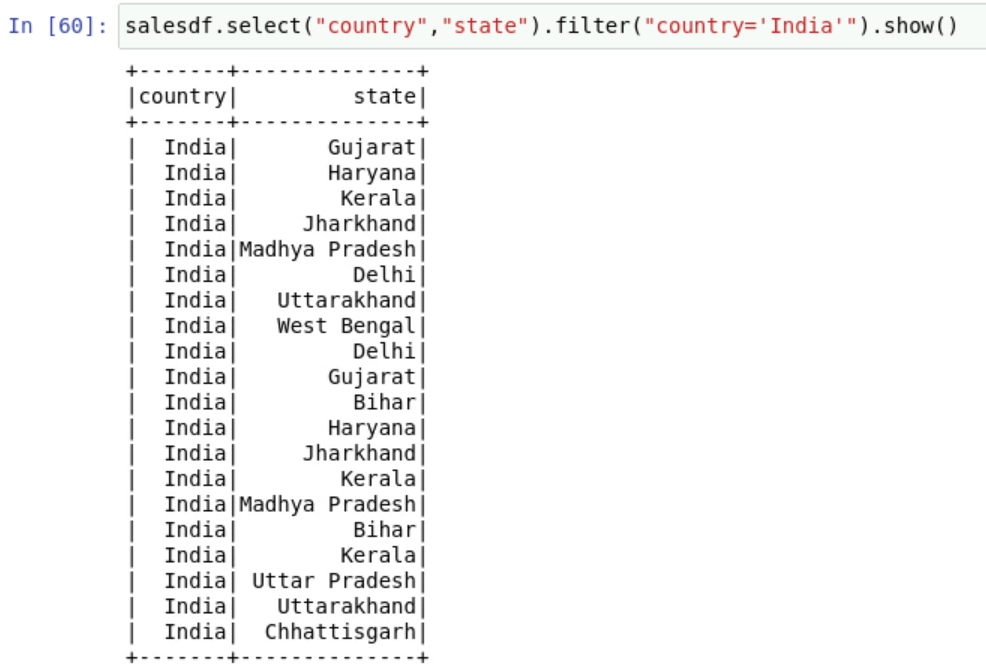 In [60]: salesdf.select("country","state").filter("country='India'").show()
+-------+--------------+
|country|         state|
+-------+--------------+
|  India|       Gujarat|
|  India|       Haryana|
|  India|        Kerala|
|  India|     Jharkhand|
|  India|Madhya Pradesh|
|  India|         Delhi|
|  India|   Uttarakhand|
|  India|   West Bengal|
|  India|         Delhi|
|  India|       Gujarat|
|  India|         Bihar|
|  India|       Haryana|
|  India|     Jharkhand|
|  India|        Kerala|
|  India|Madhya Pradesh|
|  India|         Bihar|
|  India|        Kerala|
|  India| Uttar Pradesh|
|  India|   Uttarakhand|
|  India|  Chhattisgarh|
+-------+--------------+